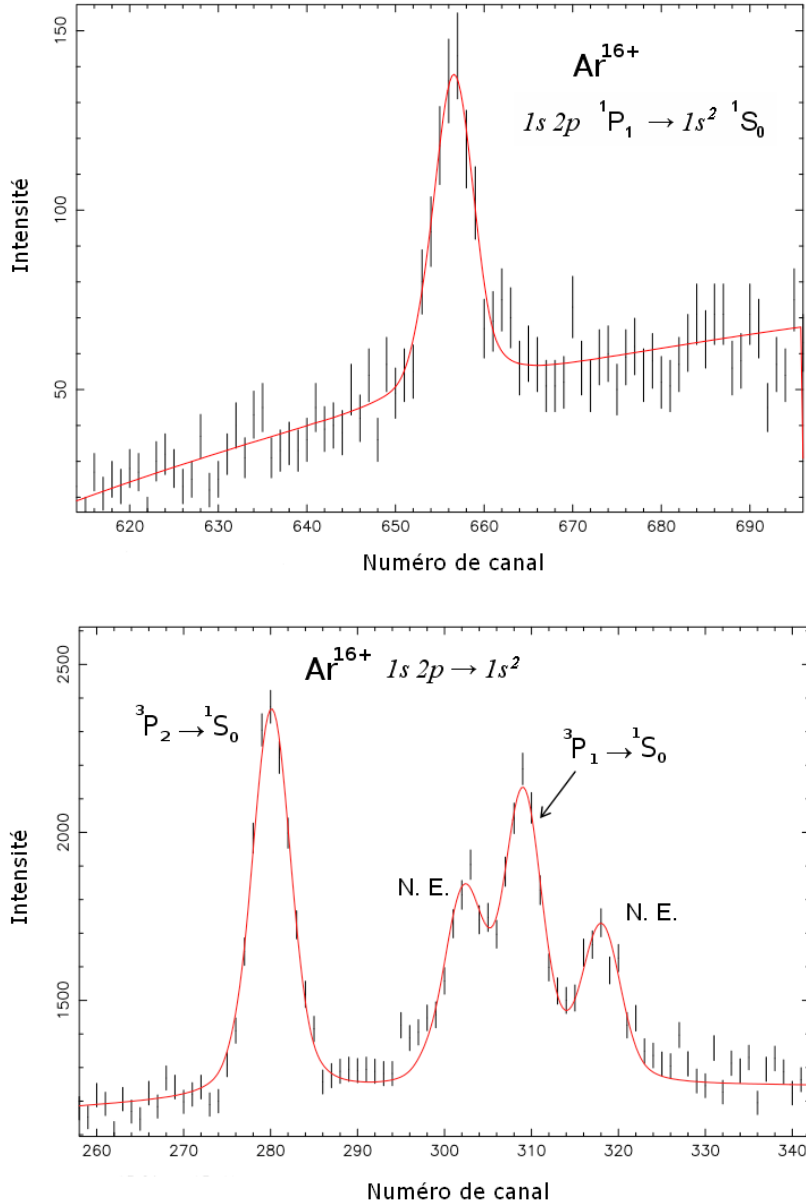 150
Ar16+
1s 2p 1P1 → 1s2 1S0
100
50
Intensité
620 630 640 650 660 670 680 690
Numéro de canal
2500
Ar16+ 1s 2p → 1s2
3P2 → 1S0
3P1 → 1S0
2000
N. E.
N. E.
1500
Intensité
260 270 280 290 300 310 320 330 340
Numéro de canal